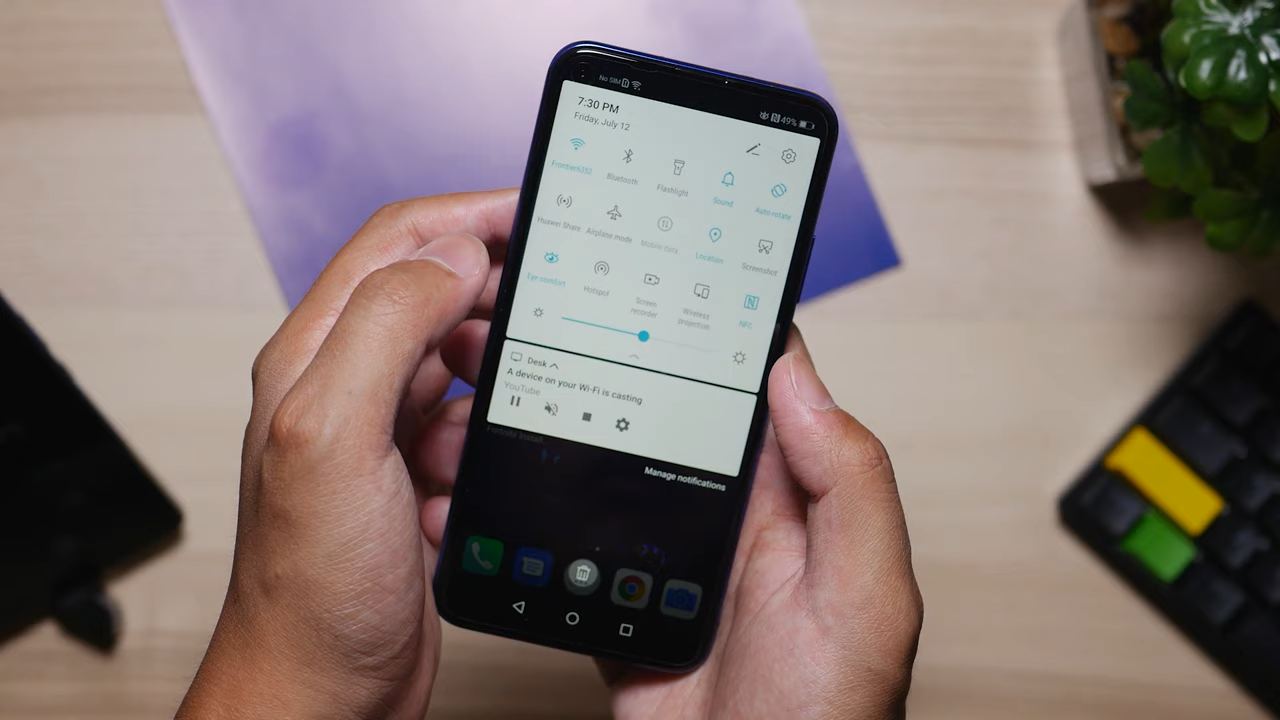 No SIM
49%
7:30 PM
Friday, July 12
Bluetooth
Flashlight
Sound
Auto-rotate
Huawei Share
Airplane mode
Mobile data
Location
Screenshot
Eye comfort
Hotspot
Screen
recorder
Wireless
projection
NFC
Desk
A device on your Wi-Fi is casting
YouTube
Manage notifications